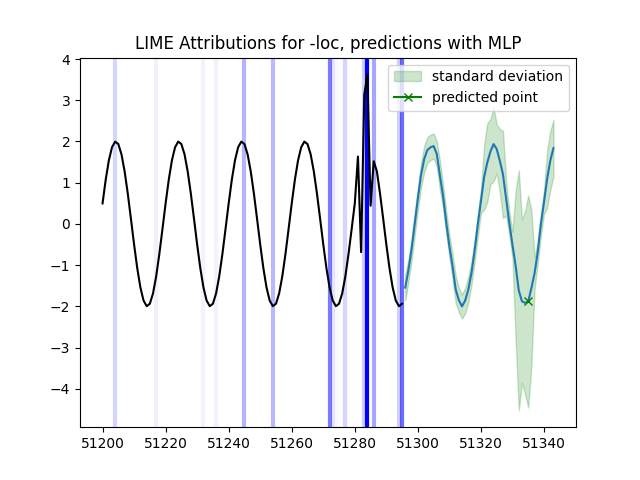 LIME Attributions for -loc, predictions with MLP
standard deviation
predicted point
4
3
2
1
0
−1
−2
−3
−4
51200 51220 51240 51260 51280 51300 51320 51340